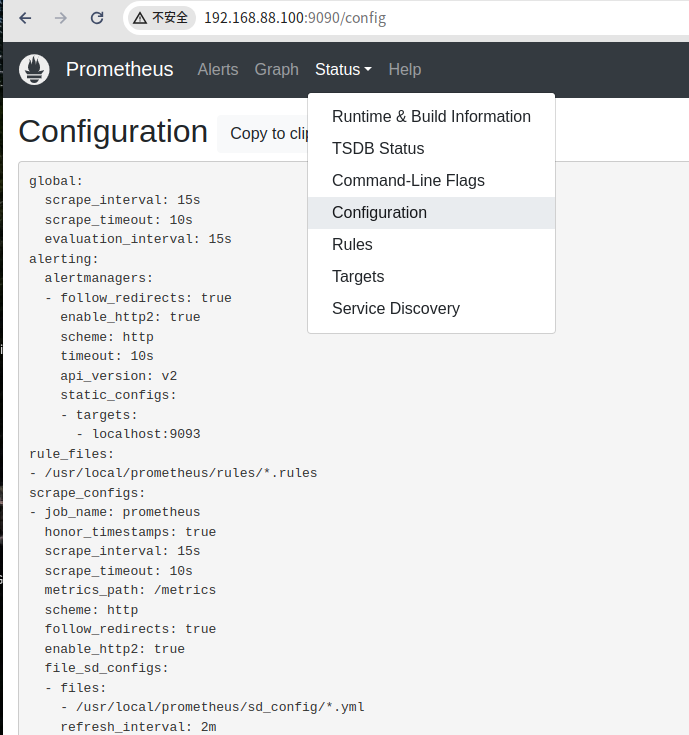 不安全 192.168.88.100:9090/config
Prometheus Alerts Graph Status Help
Configuration Copy to clip
Runtime & Build Information
TSDB Status
Command-Line Flags
Configuration
Rules
Targets
Service Discovery
global:
  scrape_interval: 15s
  scrape_timeout: 10s
  evaluation_interval: 15s
alerting:
  alertmanagers:
  - follow_redirects: true
    enable_http2: true
    scheme: http
    timeout: 10s
    api_version: v2
    static_configs:
    - targets:
      - localhost:9093
rule_files:
- /usr/local/prometheus/rules/*.rules
scrape_configs:
- job_name: prometheus
  honor_timestamps: true
  scrape_interval: 15s
  scrape_timeout: 10s
  metrics_path: /metrics
  scheme: http
  follow_redirects: true
  enable_http2: true
  file_sd_configs:
  - files:
    - /usr/local/prometheus/sd_config/*.yml
    refresh_interval: 2m